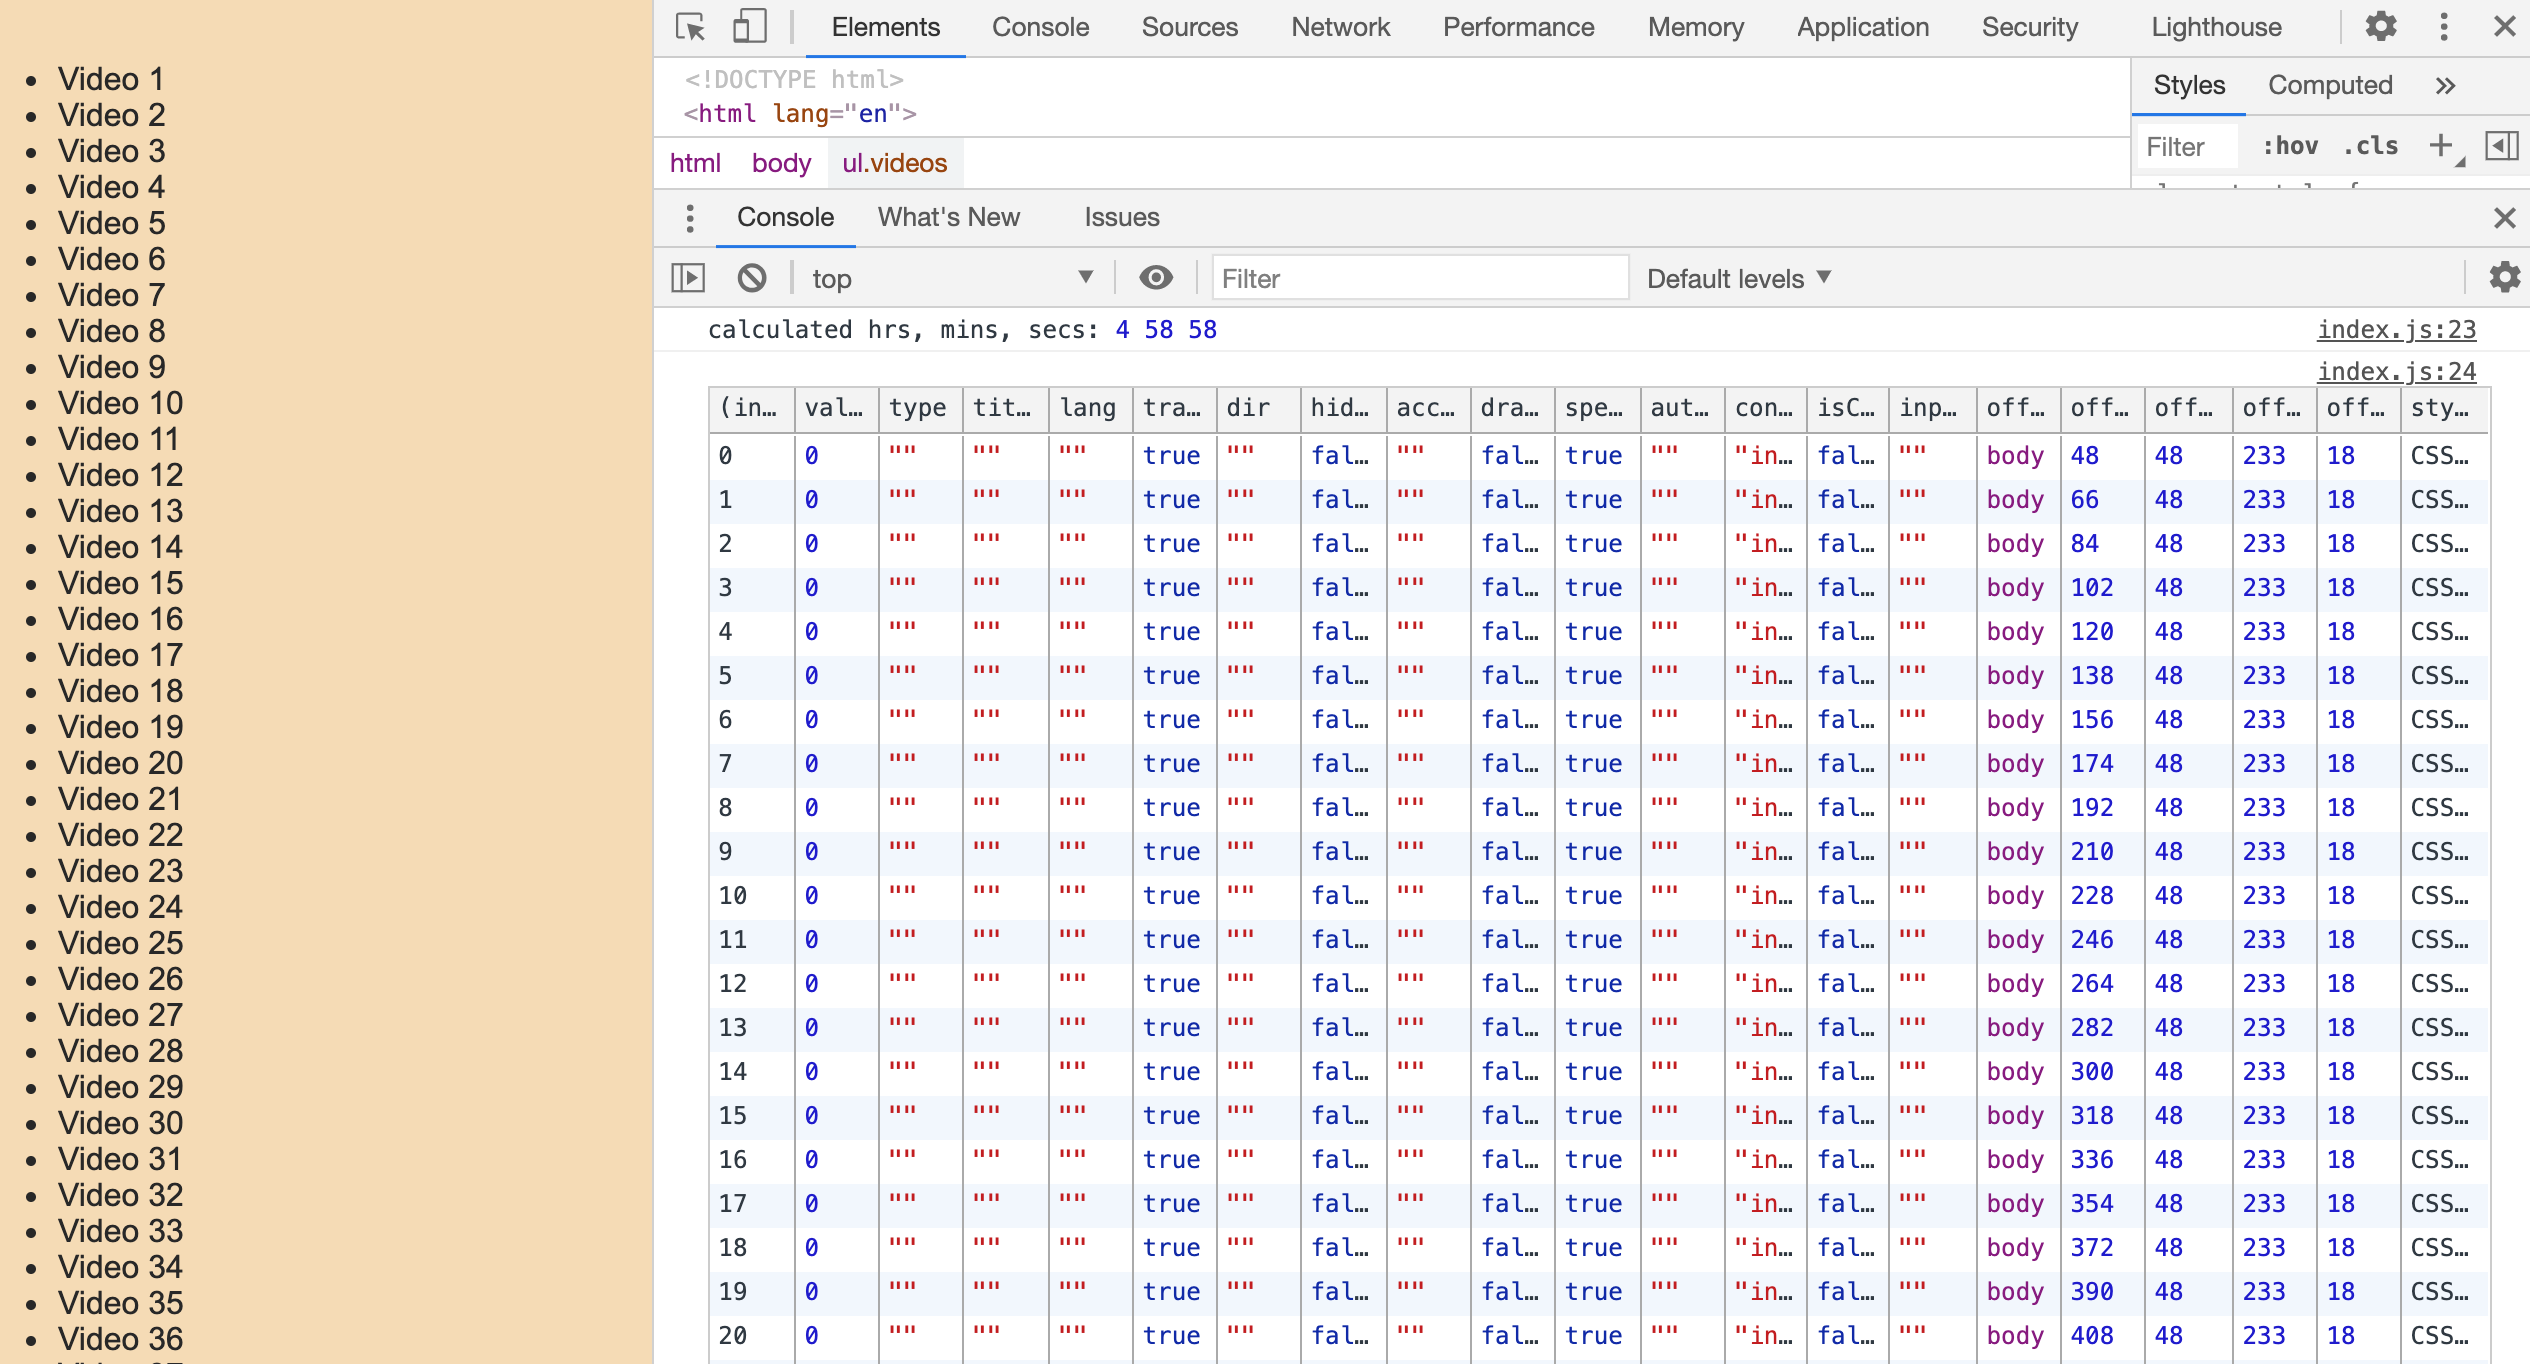 Video 1
Video 2
Video 3
Video 4
Video 5
Video 6
Video 7
Video 8
Video 9
Video 10
Video 11
Video 12
Video 13
Video 14
Video 15
Video 16
Video 17
Video 18
Video 19
Video 20
Video 21
Video 22
Video 23
Video 24
Video 25
Video 26
Video 27
Video 28
Video 29
Video 30
Video 31
Video 32
Video 33
Video 34
Video 35
Video 36
Elements Console Sources Network Performance Memory Application Security Lighthouse
<!DOCTYPE html>
<html lang="en">
html body ul.videos
Styles Computed »
Filter :hov .cls +
Console What's New Issues
top Filter Default levels
calculated hrs, mins, secs: 4 58 58 index.js:23
index.js:24
(in… val… type tit… lang tra… dir hid… acc… dra… spe… aut… con… isC… inp… off… off… off… off… off… sty…
0 0 "" "" "" true "" fal… "" fal… true "" "in… fal… "" body 48 48 233 18 CSS…
1 0 "" "" "" true "" fal… "" fal… true "" "in… fal… "" body 66 48 233 18 CSS…
2 0 "" "" "" true "" fal… "" fal… true "" "in… fal… "" body 84 48 233 18 CSS…
3 0 "" "" "" true "" fal… "" fal… true "" "in… fal… "" body 102 48 233 18 CSS…
4 0 "" "" "" true "" fal… "" fal… true "" "in… fal… "" body 120 48 233 18 CSS…
5 0 "" "" "" true "" fal… "" fal… true "" "in… fal… "" body 138 48 233 18 CSS…
6 0 "" "" "" true "" fal… "" fal… true "" "in… fal… "" body 156 48 233 18 CSS…
7 0 "" "" "" true "" fal… "" fal… true "" "in… fal… "" body 174 48 233 18 CSS…
8 0 "" "" "" true "" fal… "" fal… true "" "in… fal… "" body 192 48 233 18 CSS…
9 0 "" "" "" true "" fal… "" fal… true "" "in… fal… "" body 210 48 233 18 CSS…
10 0 "" "" "" true "" fal… "" fal… true "" "in… fal… "" body 228 48 233 18 CSS…
11 0 "" "" "" true "" fal… "" fal… true "" "in… fal… "" body 246 48 233 18 CSS…
12 0 "" "" "" true "" fal… "" fal… true "" "in… fal… "" body 264 48 233 18 CSS…
13 0 "" "" "" true "" fal… "" fal… true "" "in… fal… "" body 282 48 233 18 CSS…
14 0 "" "" "" true "" fal… "" fal… true "" "in… fal… "" body 300 48 233 18 CSS…
15 0 "" "" "" true "" fal… "" fal… true "" "in… fal… "" body 318 48 233 18 CSS…
16 0 "" "" "" true "" fal… "" fal… true "" "in… fal… "" body 336 48 233 18 CSS…
17 0 "" "" "" true "" fal… "" fal… true "" "in… fal… "" body 354 48 233 18 CSS…
18 0 "" "" "" true "" fal… "" fal… true "" "in… fal… "" body 372 48 233 18 CSS…
19 0 "" "" "" true "" fal… "" fal… true "" "in… fal… "" body 390 48 233 18 CSS…
20 0 "" "" "" true "" fal… "" fal… true "" "in… fal… "" body 408 48 233 18 CSS…